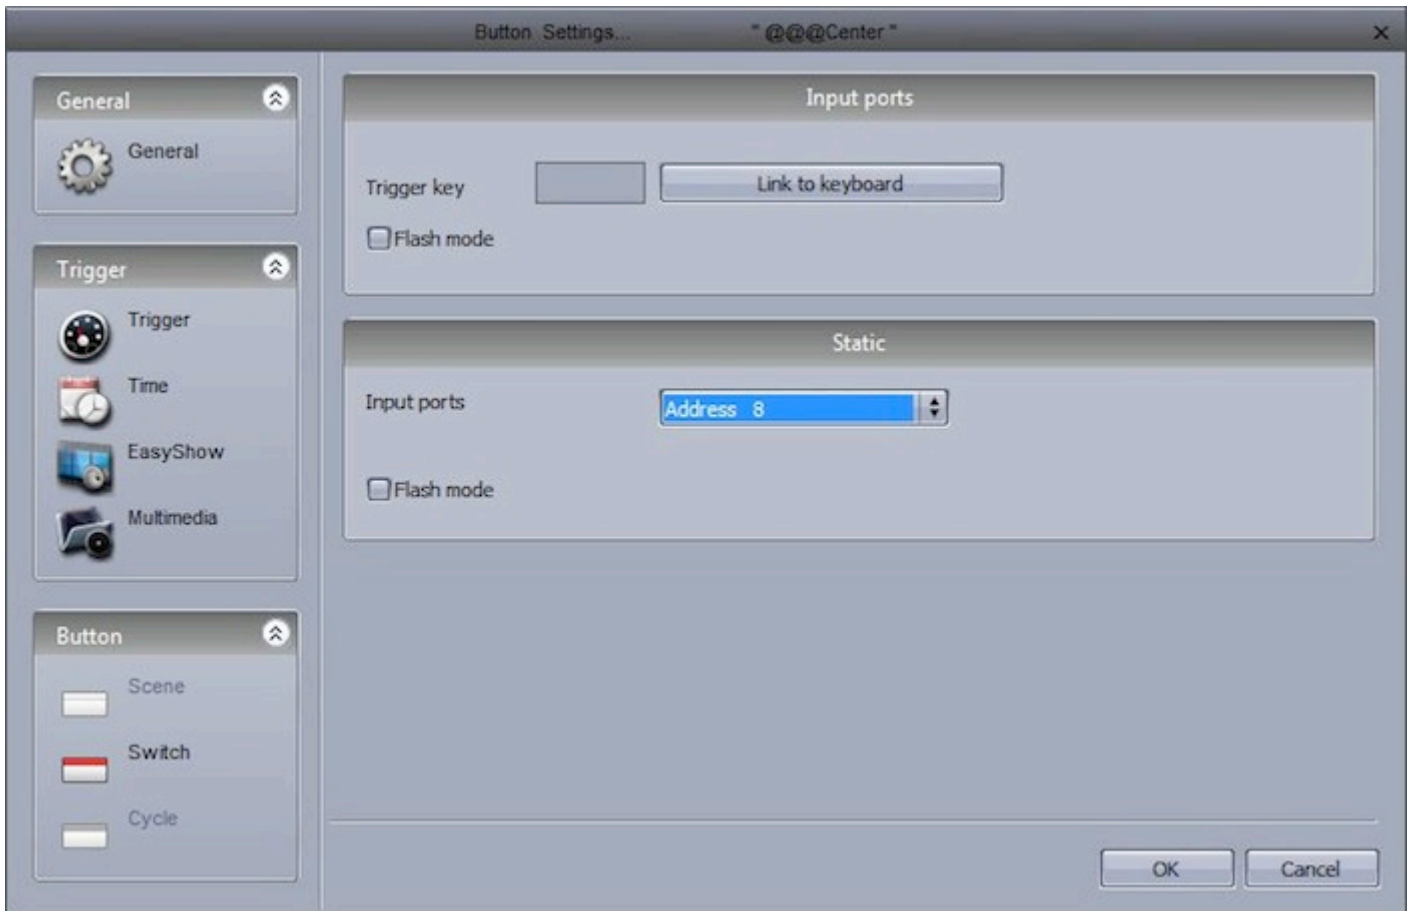 Button Settings... " @@@Center "
General
General
Trigger
Trigger
Time
EasyShow
Multimedia
Button
Scene
Switch
Cycle
Input ports
Trigger key
Link to keyboard
Flash mode
Static
Input ports
Address 8
Flash mode
OK
Cancel